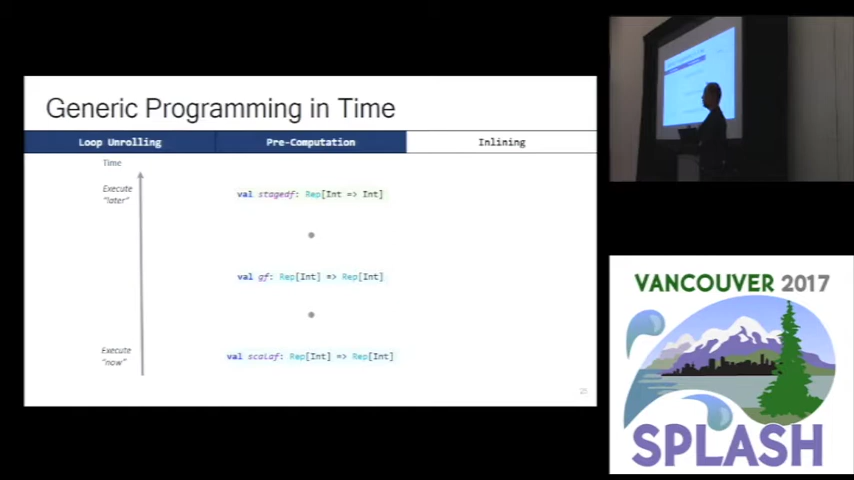 Generic Programming in Time
Loop Unrolling
Pre-Computation
Inlining
Time
Execute
"later"
val stagedf: Rep[Int => Int]
val gf: Rep[Int] => Rep[Int]
Execute
"now"
val scalaf: Rep[Int] => Rep[Int]
VANCOUVER 2017
SPLASH